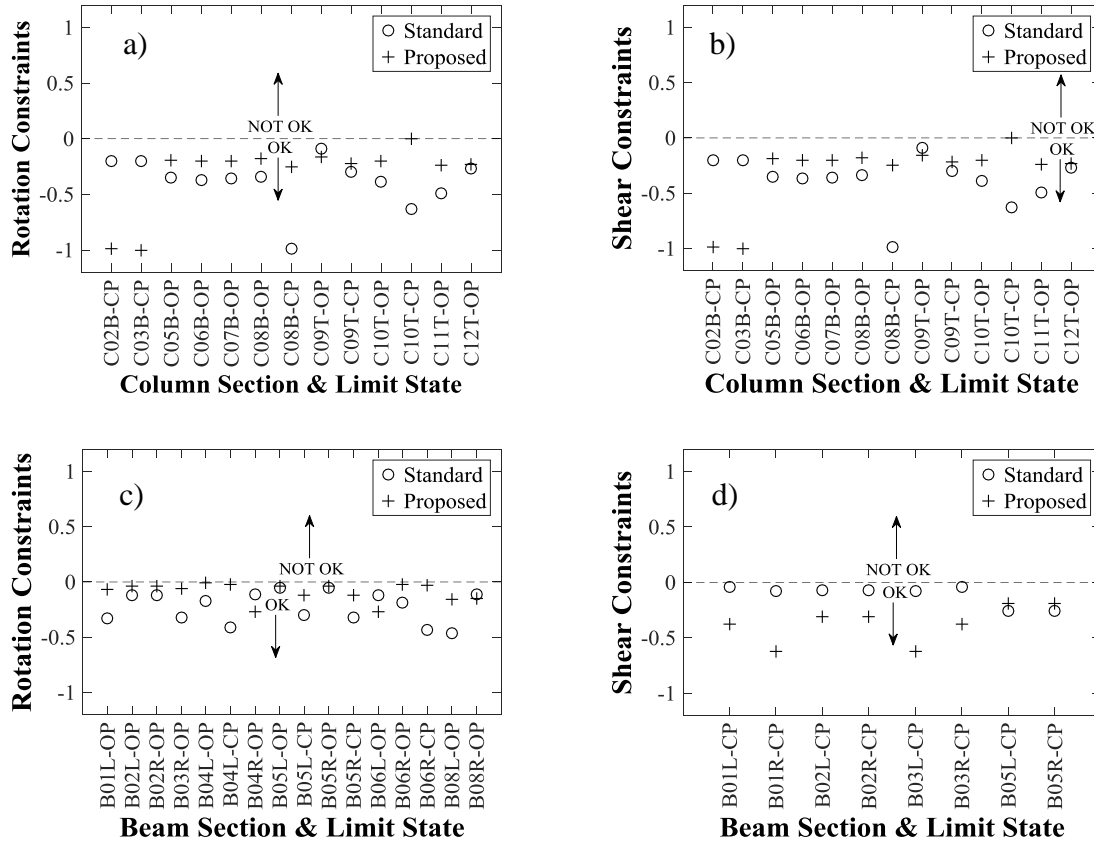 a)
Rotation Constraints
1
0.5
0
-0.5
-1
Standard
Proposed
NOT OK
OK
C02B-CP
C03B-CP
C05B-OP
C06B-OP
C07B-OP
C08B-OP
C08B-CP
C09T-OP
C09T-CP
C10T-OP
C10T-CP
C11T-OP
C12T-OP
Column Section & Limit State
b)
Shear Constraints
1
0.5
0
-0.5
-1
Standard
Proposed
NOT OK
OK
C02B-CP
C03B-CP
C05B-OP
C06B-OP
C07B-OP
C08B-OP
C08B-CP
C09T-OP
C09T-CP
C10T-OP
C10T-CP
C11T-OP
C12T-OP
Column Section & Limit State
c)
Rotation Constraints
1
0.5
0
-0.5
-1
Standard
Proposed
NOT OK
OK
B01L-OP
B02L-OP
B02R-OP
B03R-OP
B04L-OP
B04L-CP
B04R-OP
B05L-OP
B05L-CP
B05R-OP
B05R-CP
B06L-OP
B06R-OP
B06R-CP
B08L-OP
B08R-OP
Beam Section & Limit State
d)
Shear Constraints
1
0.5
0
-0.5
-1
Standard
Proposed
NOT OK
OK
B01L-CP
B01R-CP
B02L-CP
B02R-CP
B03L-CP
B03R-CP
B05L-CP
B05R-CP
Beam Section & Limit State